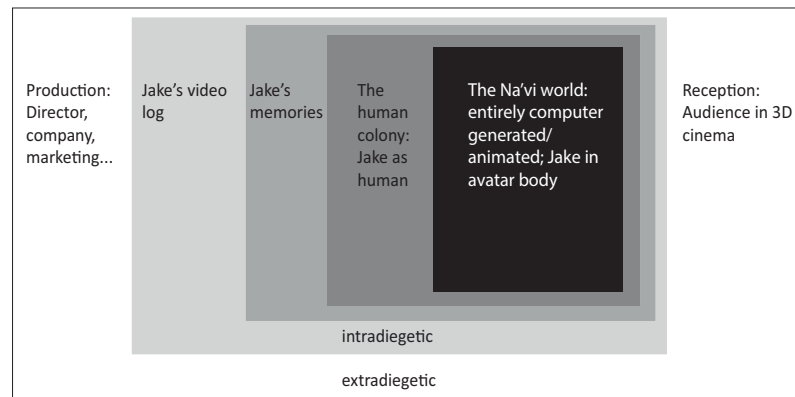 Production:
Director,
company,
marketing...
Jake's video
log
Jake's
memories
The
human
colony:
Jake as
human
The Na'vi world:
entirely computer
generated/
animated; Jake in
avatar body
Reception:
Audience in 3D
cinema
intradiegetic
extradiegetic